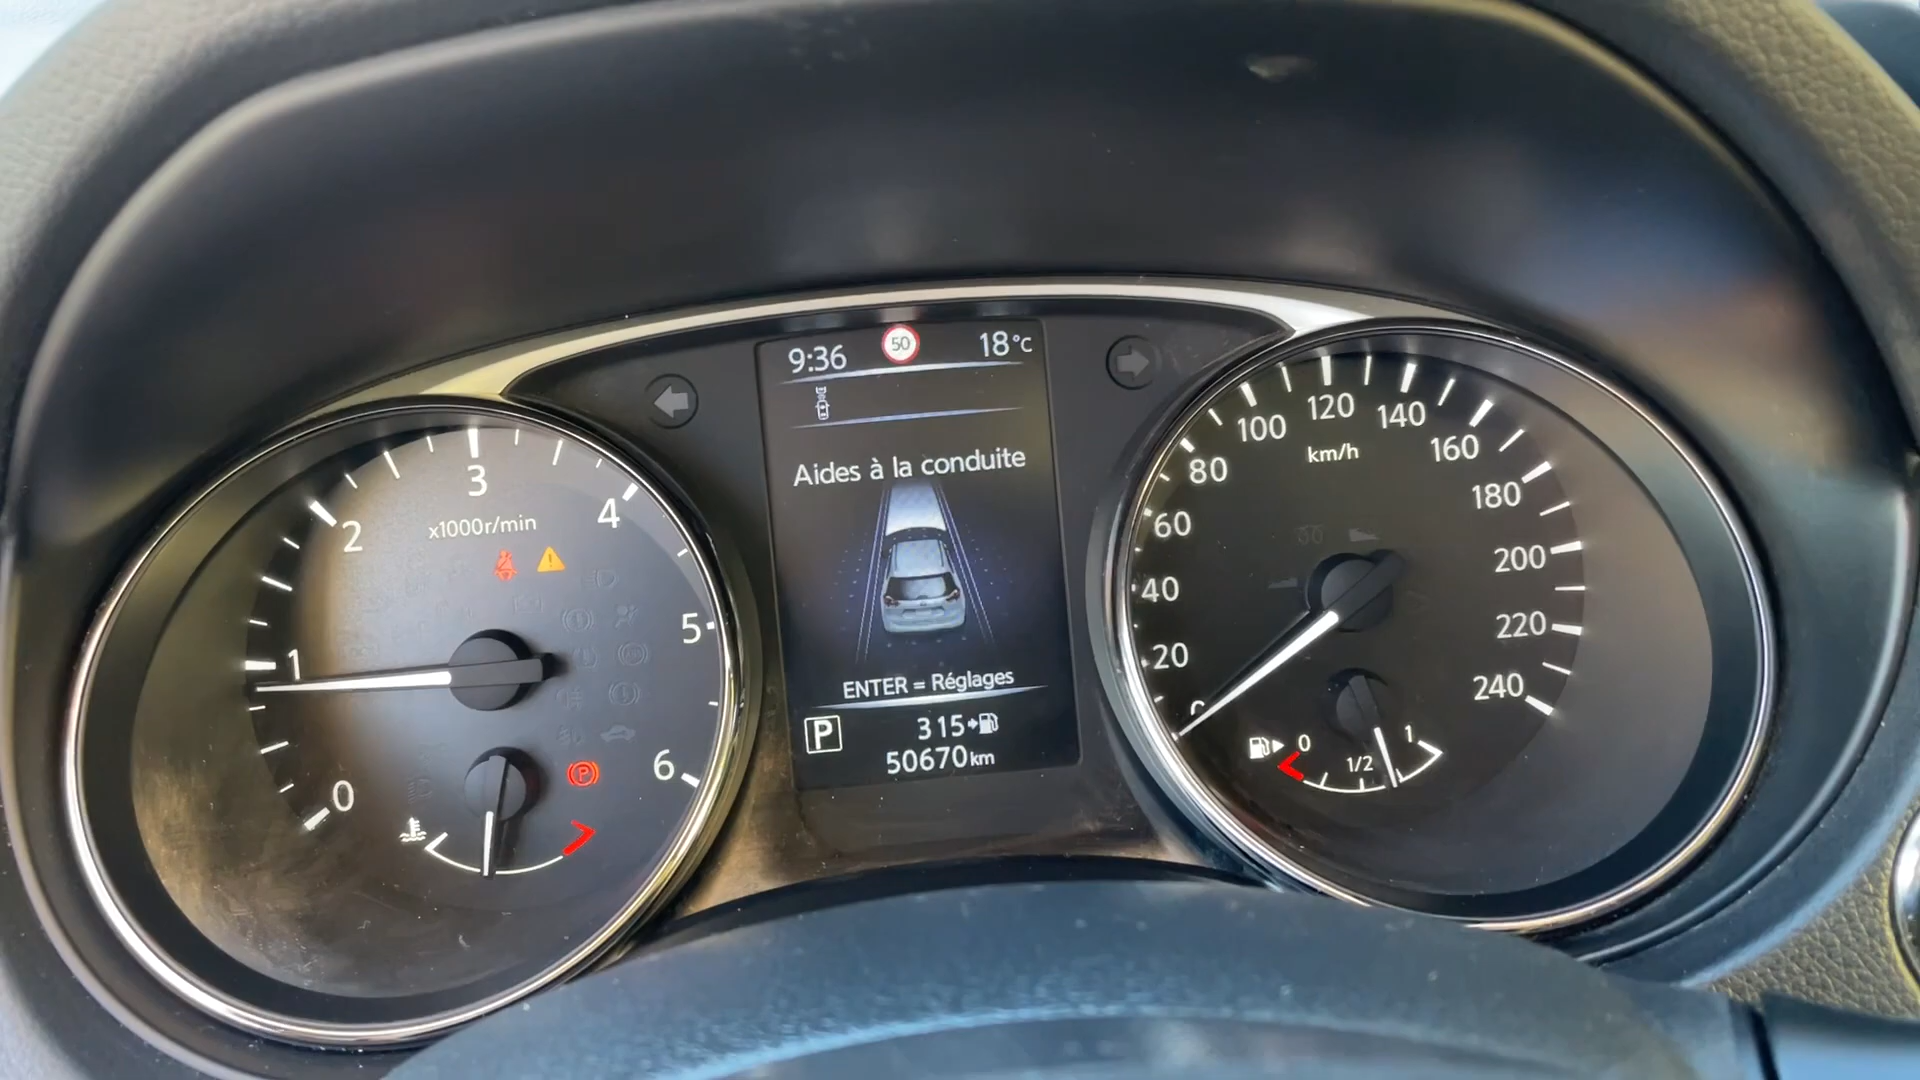 9:36 50 18°C
Aides à la conduite
ENTER = Réglages
P 315
50670km
0
1
2
3
4
5
6
x1000r/min
P
0
20
40
60
80
100
120
140
160
180
200
220
240
km/h
0
1/2
1